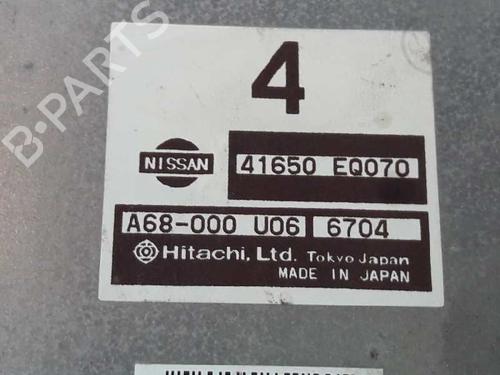 4
NISSAN
41650 EQ070
A68-000 U06 6704
Hitachi, Ltd. Tokyo Japan
MADE IN JAPAN
B-PARTS